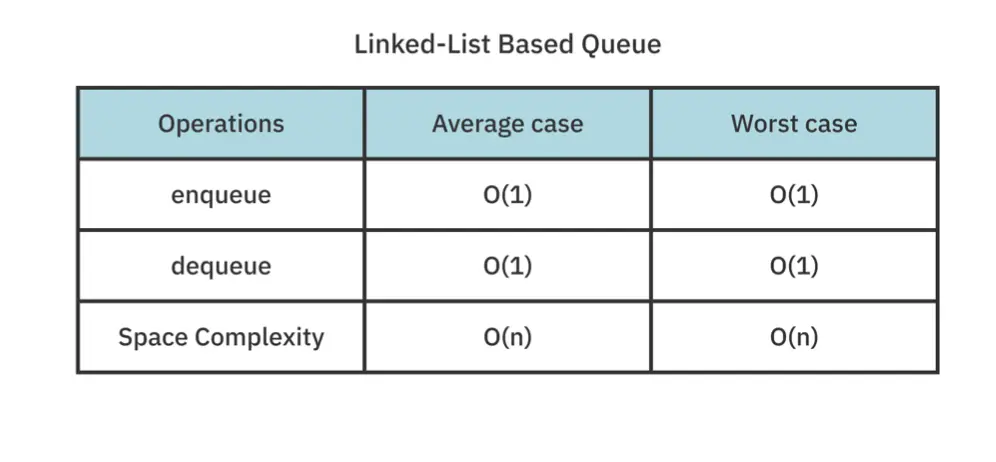 Linked-List Based Queue
Operations Average case Worst case
enqueue O(1) O(1)
dequeue O(1) O(1)
Space Complexity O(n) O(n)